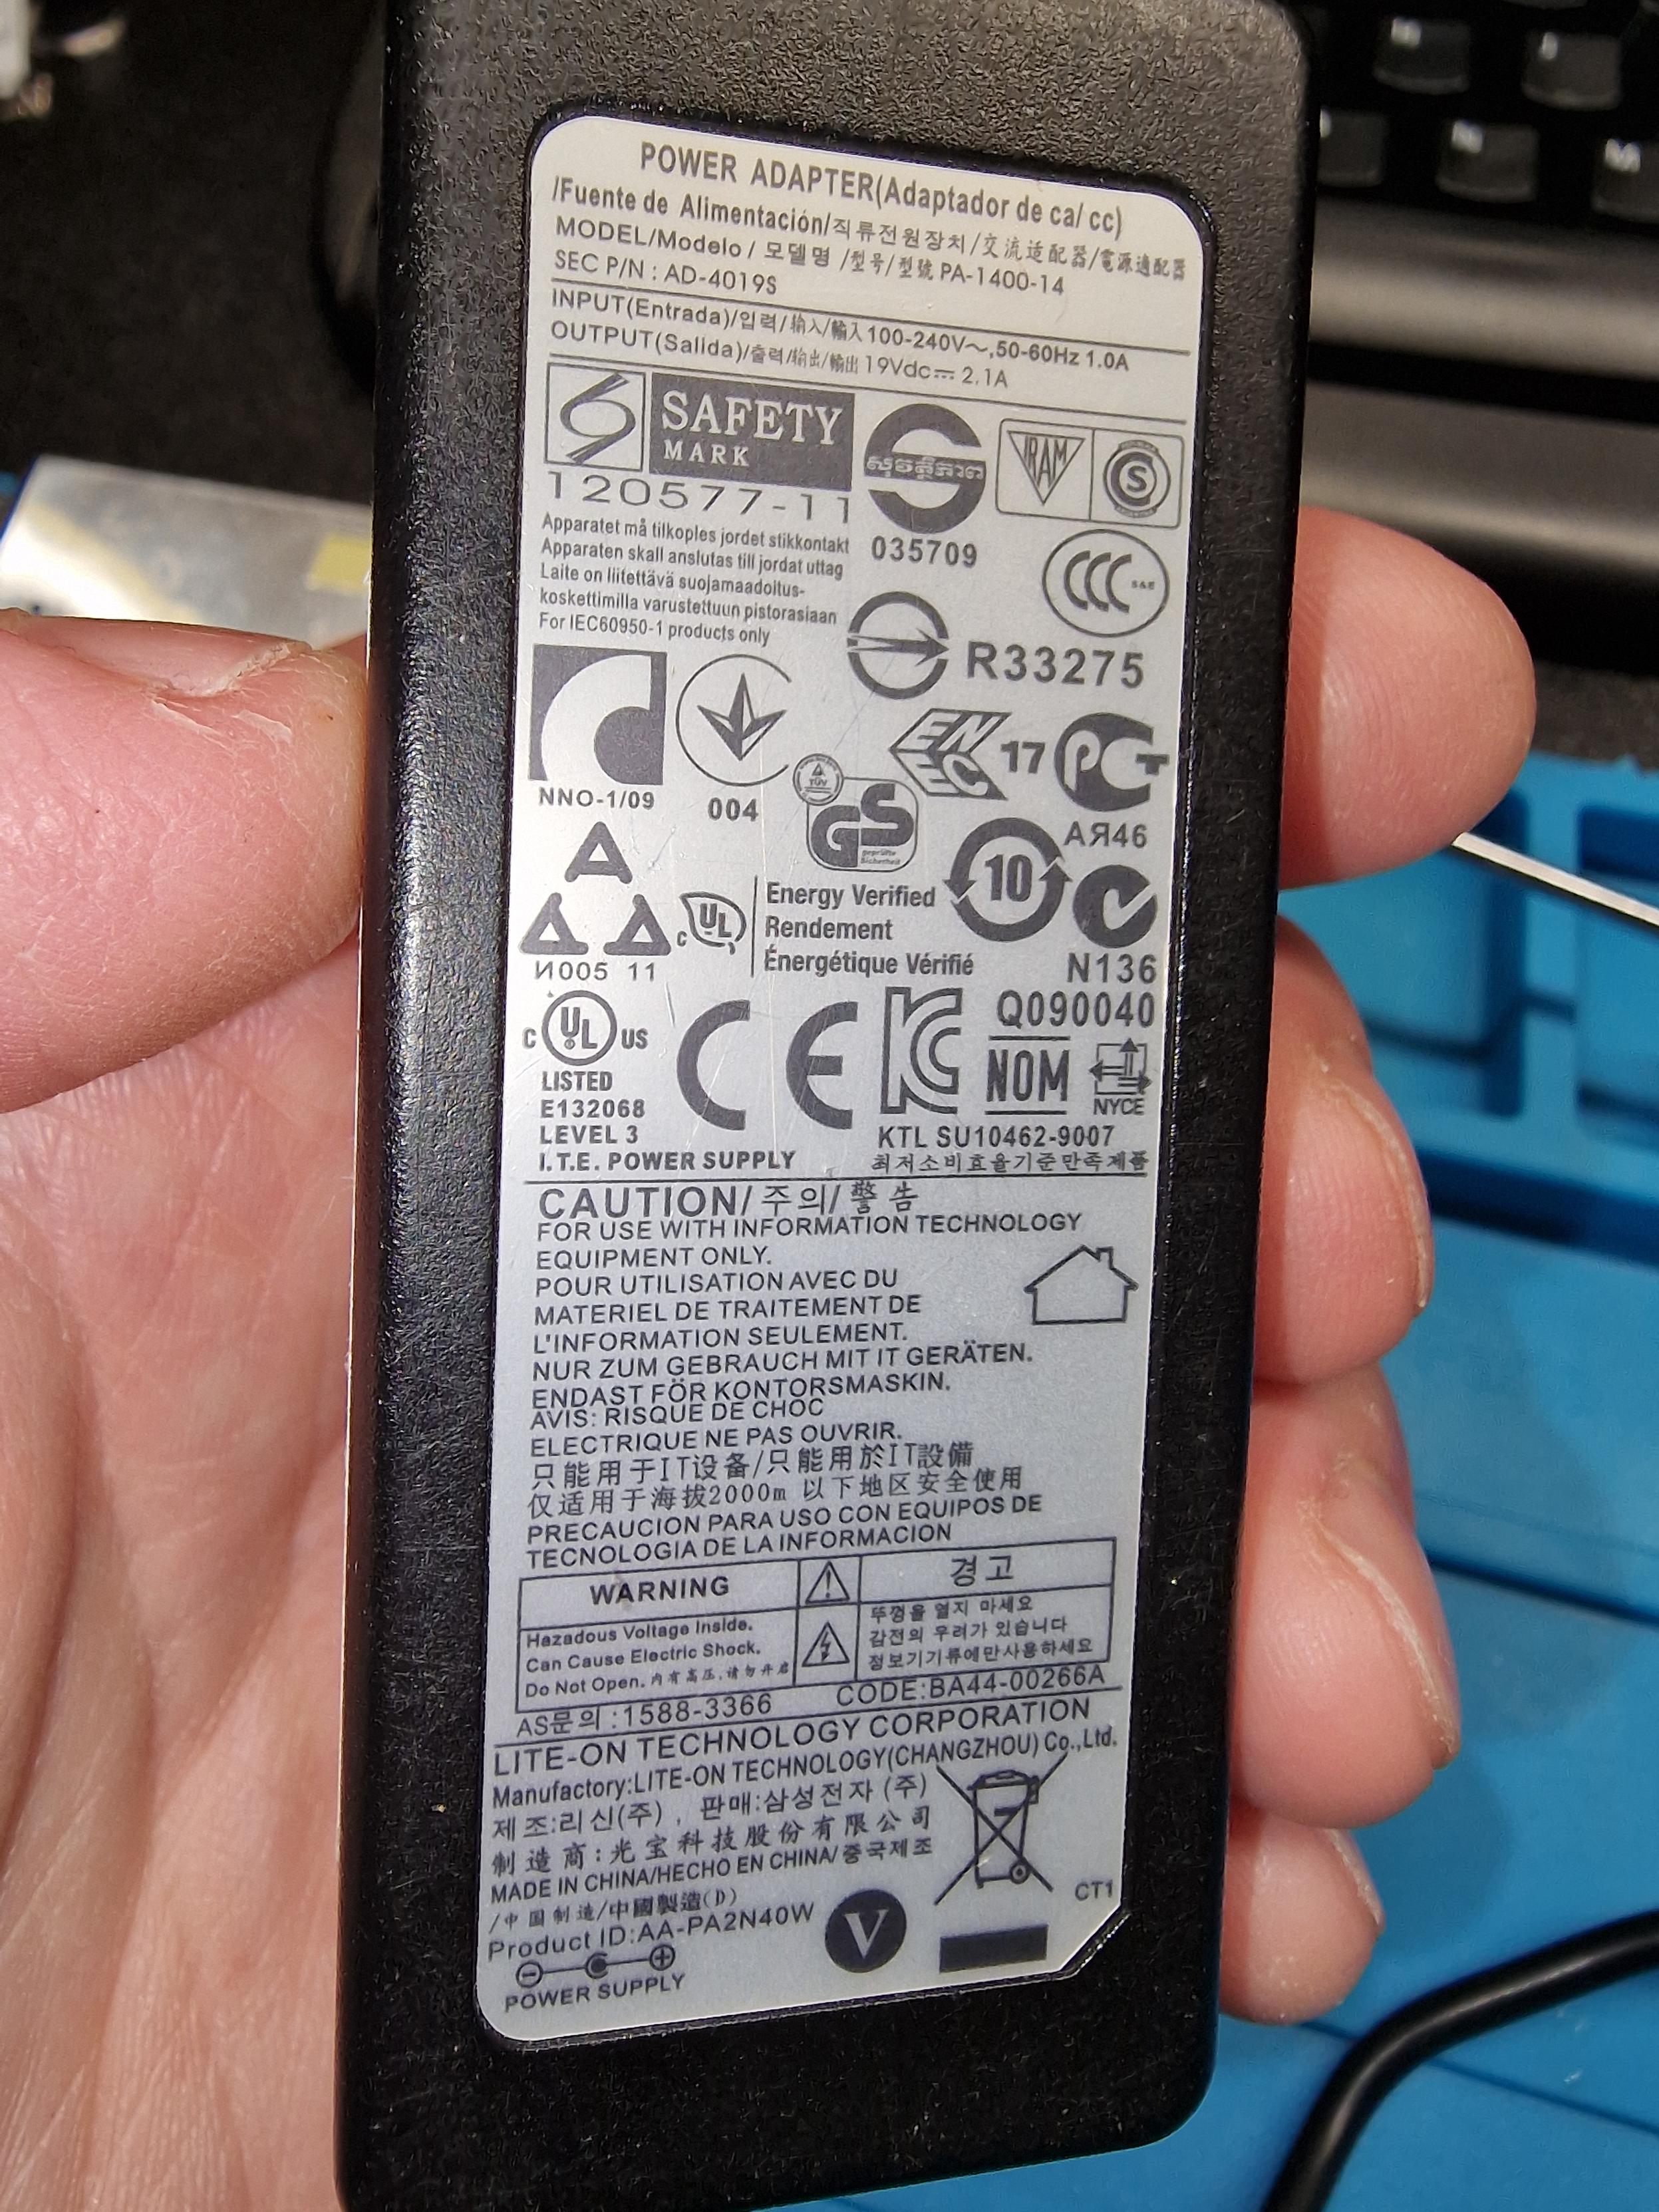 POWER ADAPTER(Adaptador de ca/ cc)
/Fuente de Alimentación/직류전원장치/交流适配器/電源適配器
MODEL/Modelo / 모델명 /型号/型號 PA-1400-14
SEC P/N : AD-4019S
INPUT(Entrada)/입력/输入/輸入 100-240V～,50-60Hz 1.0A
OUTPUT(Salida)/출력/输出/輸出 19Vdc⎓ 2.1A
SAFETY
MARK
120577-11
035709
IRAM
S
Apparatet må tilkoples jordet stikkontakt
Apparaten skall anslutas till jordat uttag
Laite on liitettävä suojamaadoitus-
koskettimilla varustettuun pistorasiaan
For IEC60950-1 products only
CCC S&E
R33275
NNO-1/09
004
TÜV
GS
geprüfte
Sicherheit
ENEC 17
PCT
АЯ46
10
N136
И005 11
c UL
Energy Verified
Rendement
Énergétique Vérifié
C UL US
LISTED
E132068
LEVEL 3
I.T.E. POWER SUPPLY
CE
KC
Q090040
NOM
NYCE
KTL SU10462-9007
최저소비효율기준만족제품
CAUTION/주의/警告
FOR USE WITH INFORMATION TECHNOLOGY
EQUIPMENT ONLY.
POUR UTILISATION AVEC DU
MATERIEL DE TRAITEMENT DE
L'INFORMATION SEULEMENT.
NUR ZUM GEBRAUCH MIT IT GERÄTEN.
ENDAST FÖR KONTORSMASKIN.
AVIS: RISQUE DE CHOC
ELECTRIQUE NE PAS OUVRIR.
只能用于IT设备/只能用於IT設備
仅适用于海拔2000m 以下地区安全使用
PRECAUCION PARA USO CON EQUIPOS DE
TECNOLOGIA DE LA INFORMACION
WARNING
경고
Hazadous Voltage Inside.
Can Cause Electric Shock.
Do Not Open. 内有高压,请勿开启
뚜껑을 열지 마세요
감전의 우려가 있습니다
정보기기류에만사용하세요
AS문의 :1588-3366
CODE:BA44-00266A
LITE-ON TECHNOLOGY CORPORATION
Manufactory:LITE-ON TECHNOLOGY(CHANGZHOU) Co.,Ltd.
제조:리신(주) , 판매:삼성전자 (주)
制造商:光宝科技股份有限公司
MADE IN CHINA/HECHO EN CHINA/중국제조
/中国制造/中國製造(D)
Product ID:AA-PA2N40W
POWER SUPPLY
V
CT1
N
M